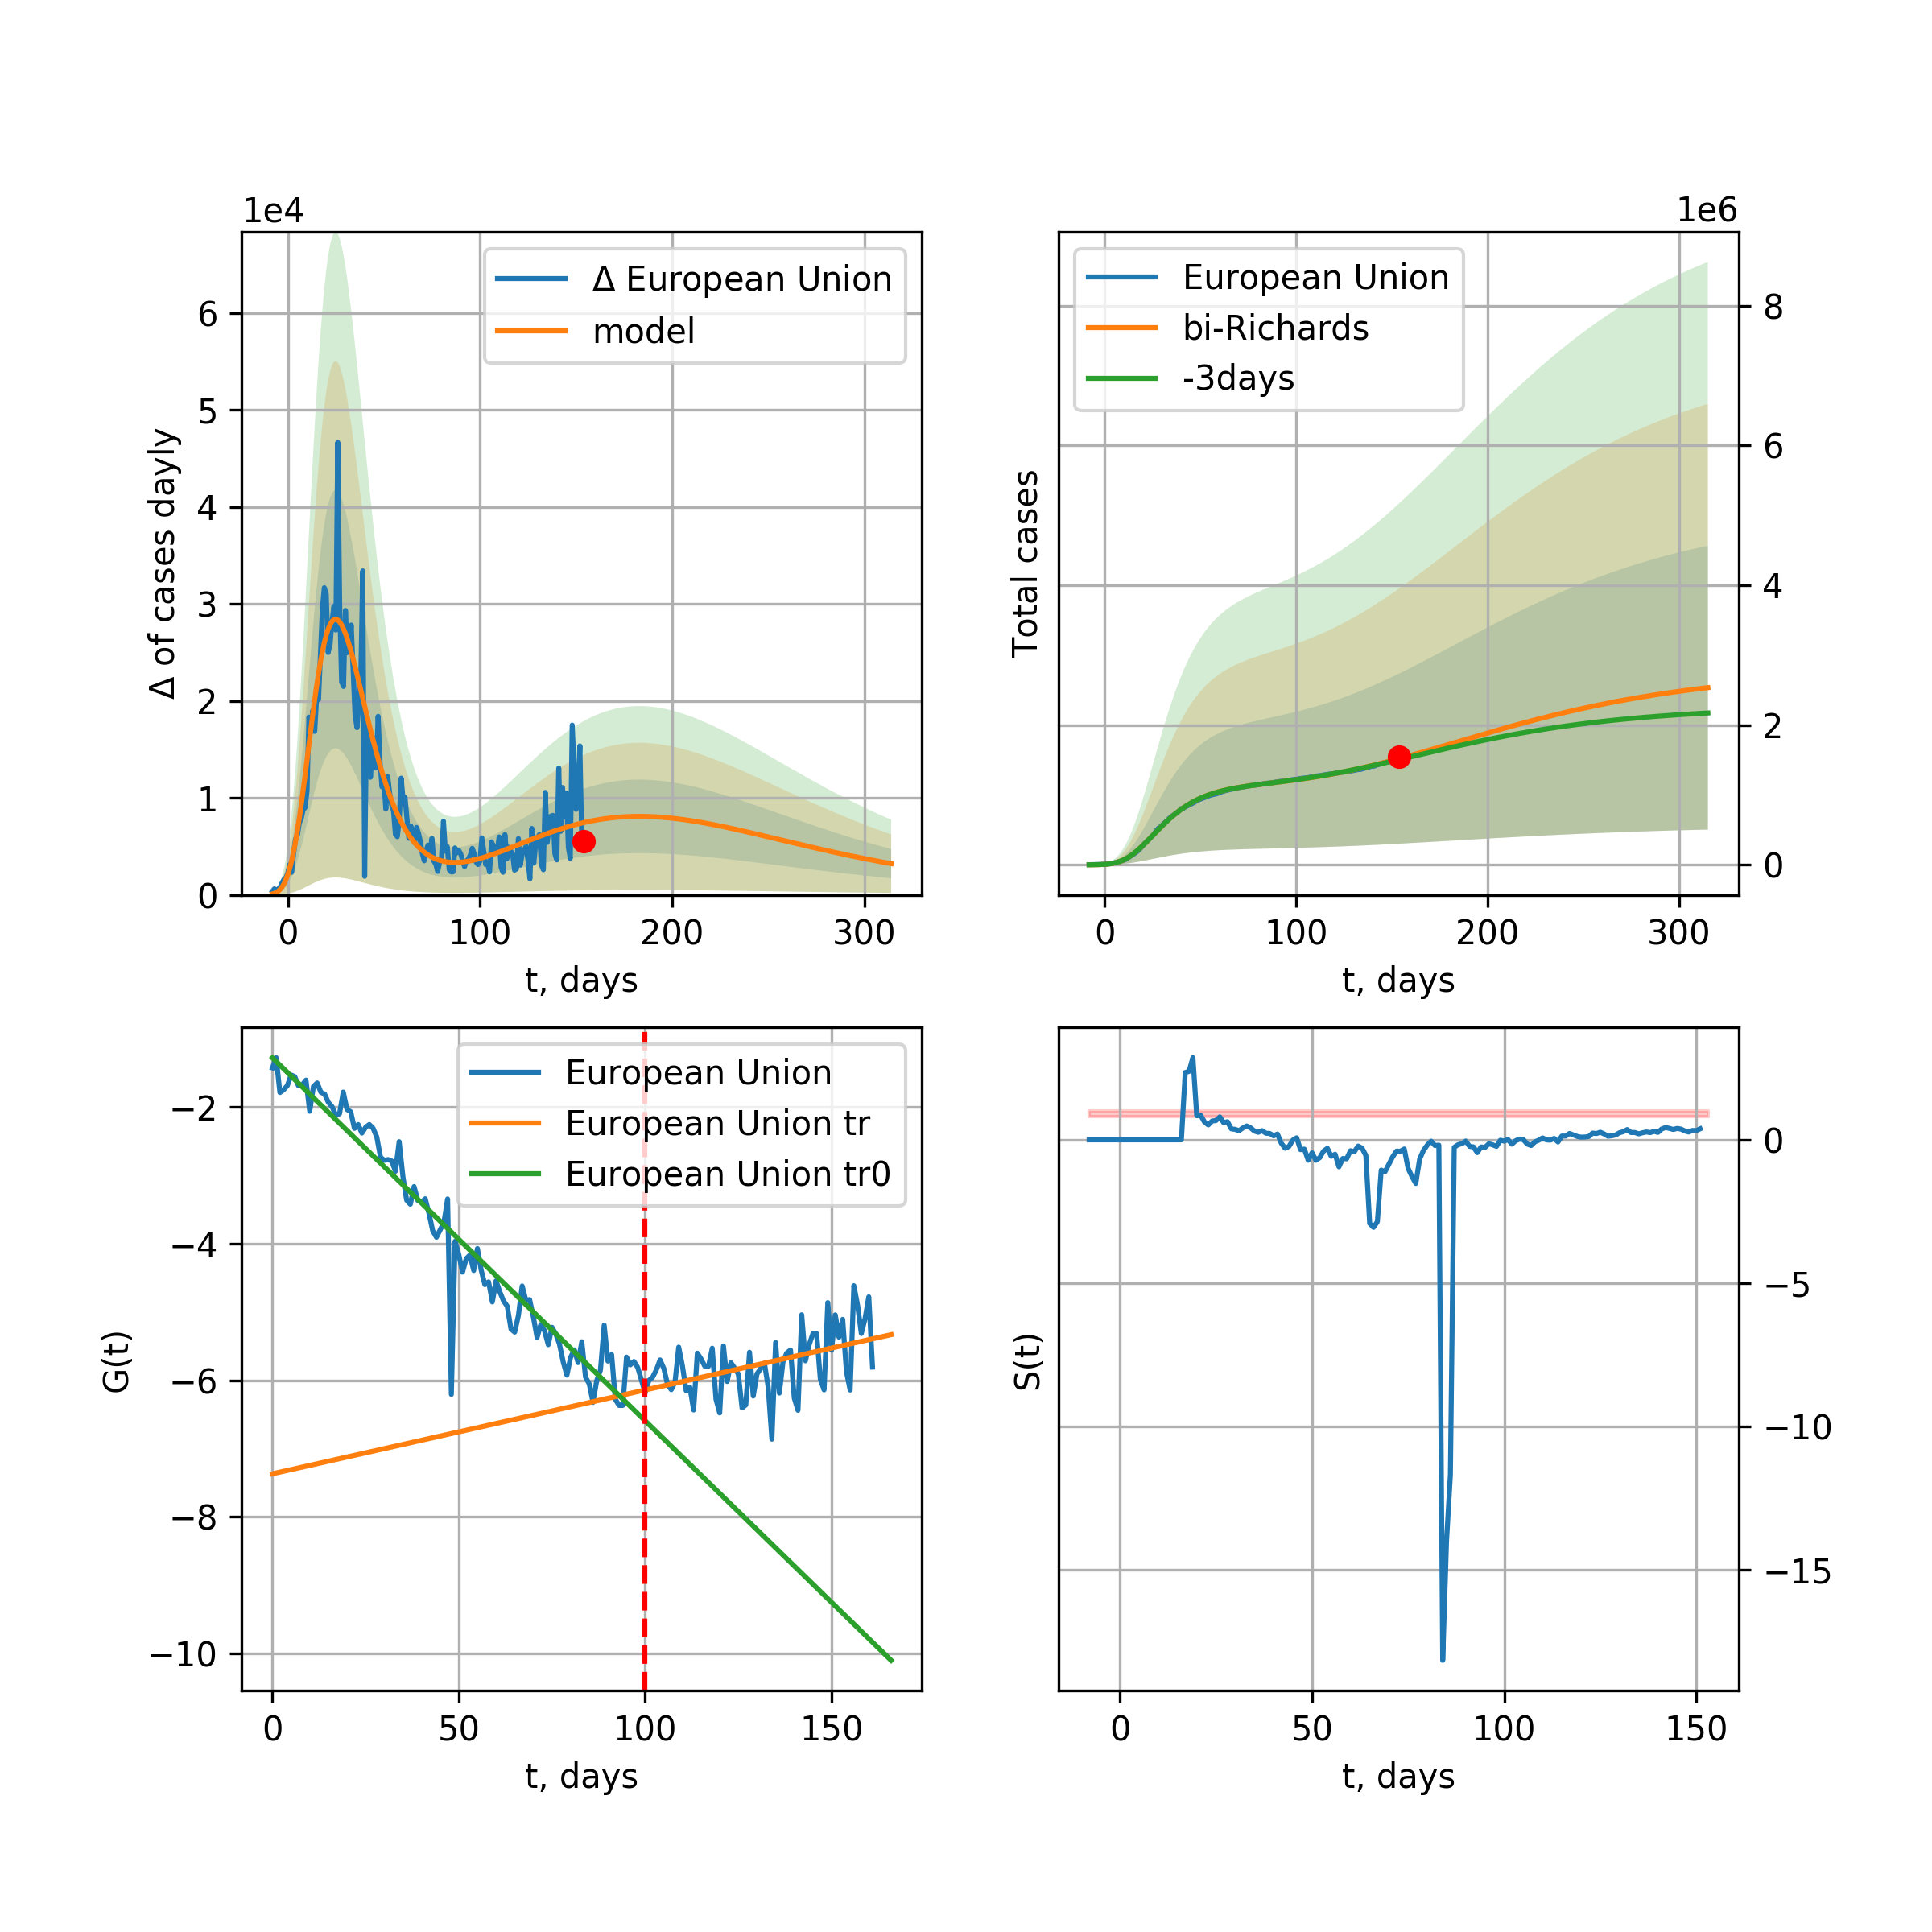 1e4
Δ of cases dayly
6
5
4
3
2
1
0
Δ European Union
model
0 100 200 300
t, days
1e6
Total cases
European Union
bi-Richards
-3days
8
6
4
2
0
0 100 200 300
t, days
G(t)
−2
−4
−6
−8
−10
European Union
European Union tr
European Union tr0
0 50 100 150
t, days
S(t)
0
−5
−10
−15
0 50 100 150
t, days